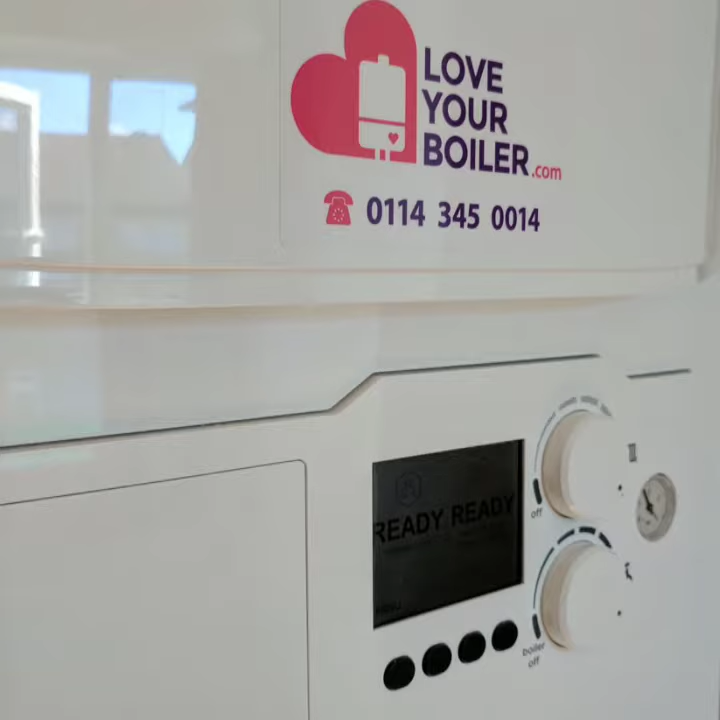 LOVE
YOUR
BOILER.com
0114 345 0014
READY READY
off
boiler
off